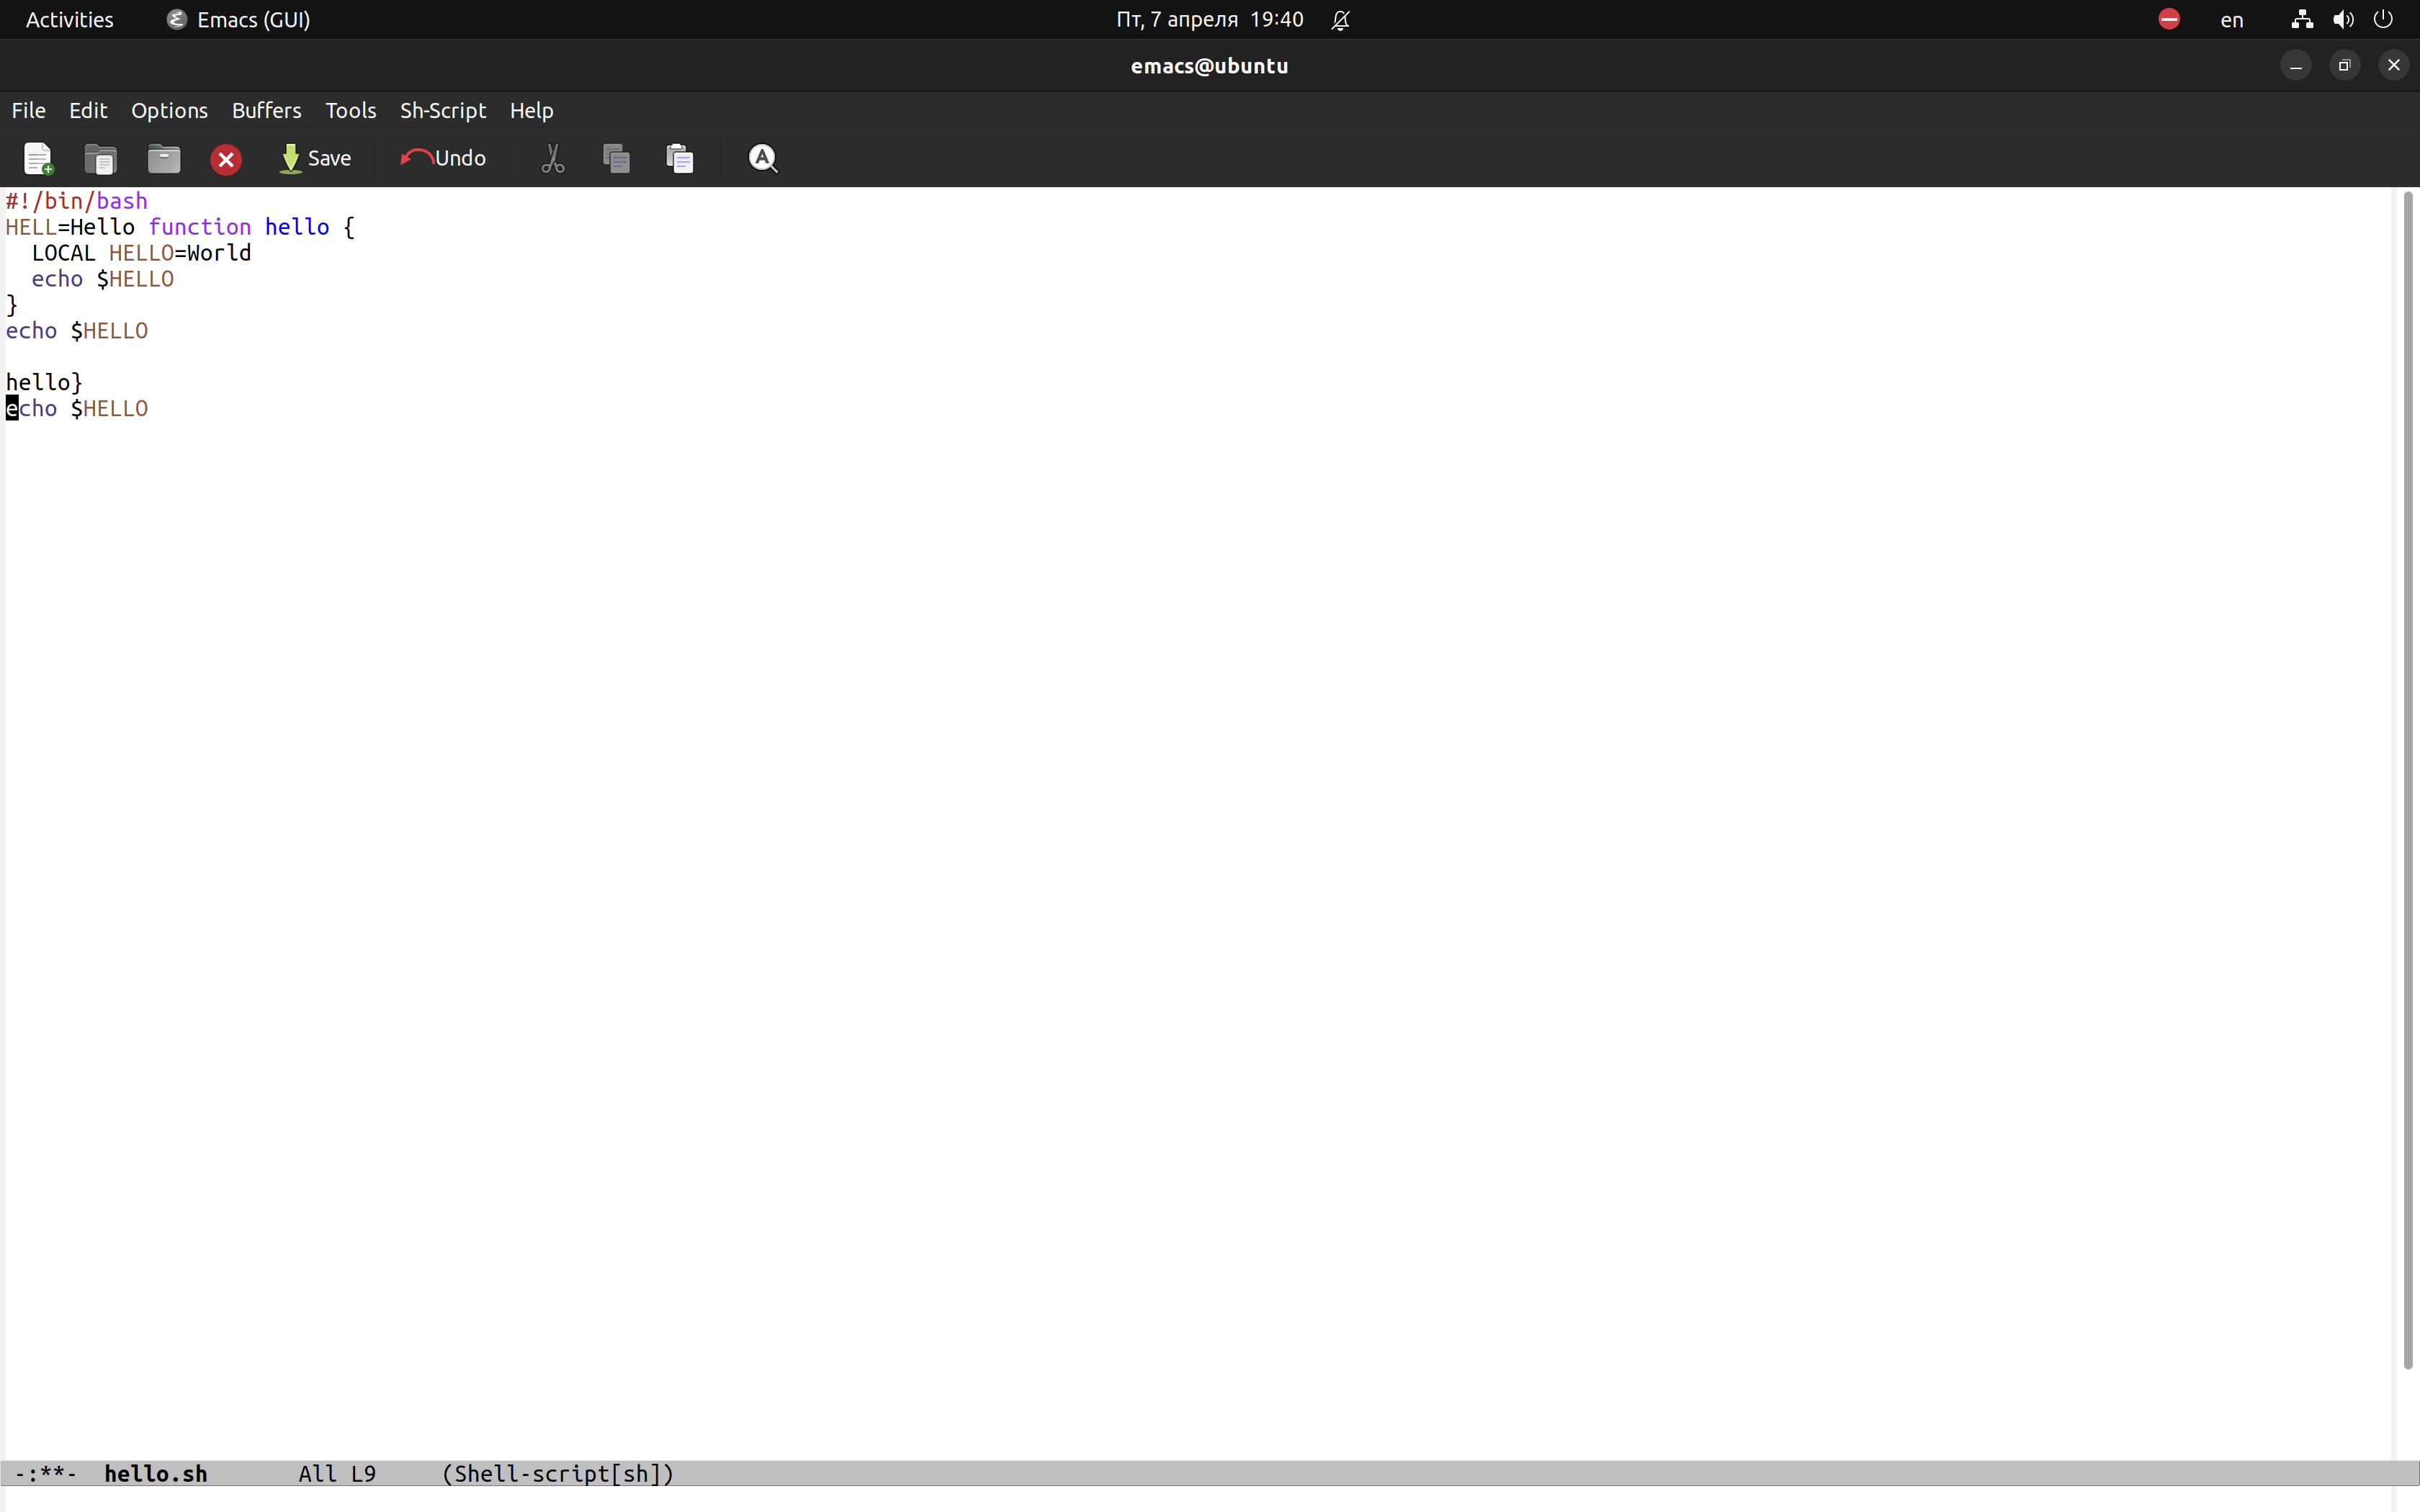 Activities Emacs (GUI) Пт, 7 апреля 19:40 en
emacs@ubuntu
File Edit Options Buffers Tools Sh-Script Help
Save Undo
#!/bin/bash
HELL=Hello function hello {
  LOCAL HELLO=World
  echo $HELLO
}
echo $HELLO
hello}
echo $HELLO
-:**- hello.sh All L9 (Shell-script[sh])